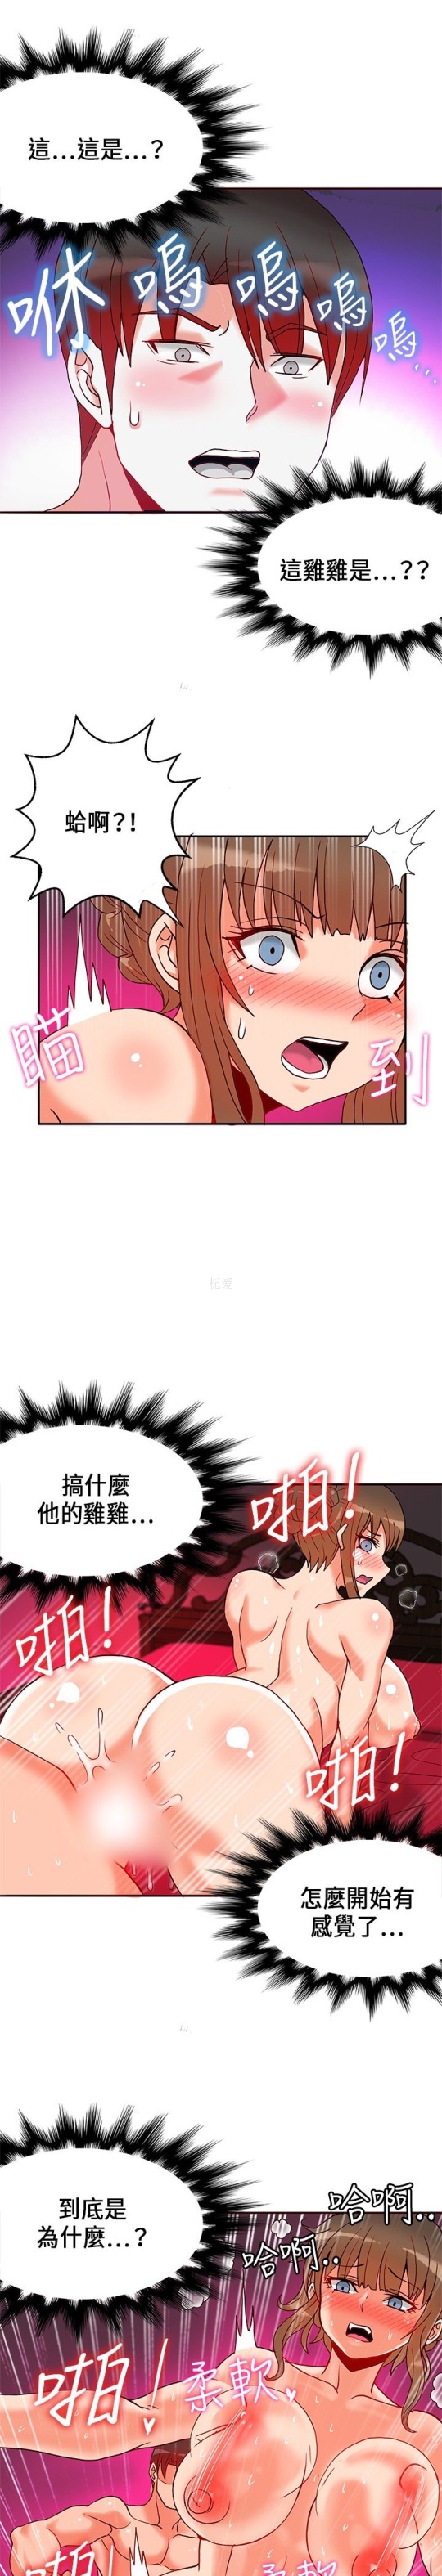 這…這是…？
咻
嗚
嗚
嗚
嗚…
這雞雞是…？？
蛤啊？！
瞄
到
搞什麼
他的雞雞…
啪！
啪！
啪！
怎麼開始有
感覺了…
到底是
為什麼…？
哈啊..
哈啊..
啪！
柔軟
柔軟